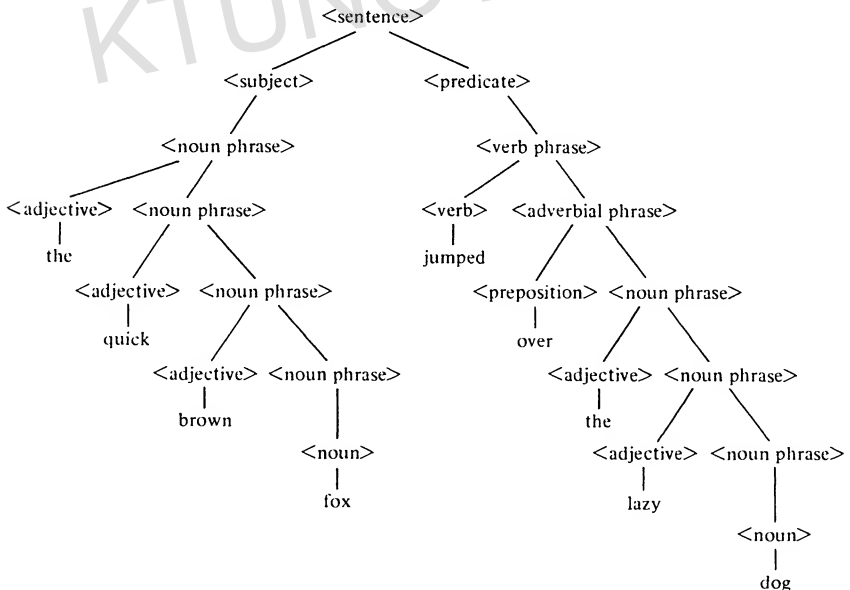 KTUNO
<sentence>
<subject> <predicate>
<noun phrase> <verb phrase>
<adjective> <noun phrase> <verb> <adverbial phrase>
the jumped
<adjective> <noun phrase> <preposition> <noun phrase>
quick over
<adjective> <noun phrase> <adjective> <noun phrase>
brown the
<noun> <adjective> <noun phrase>
fox lazy
<noun>
dog